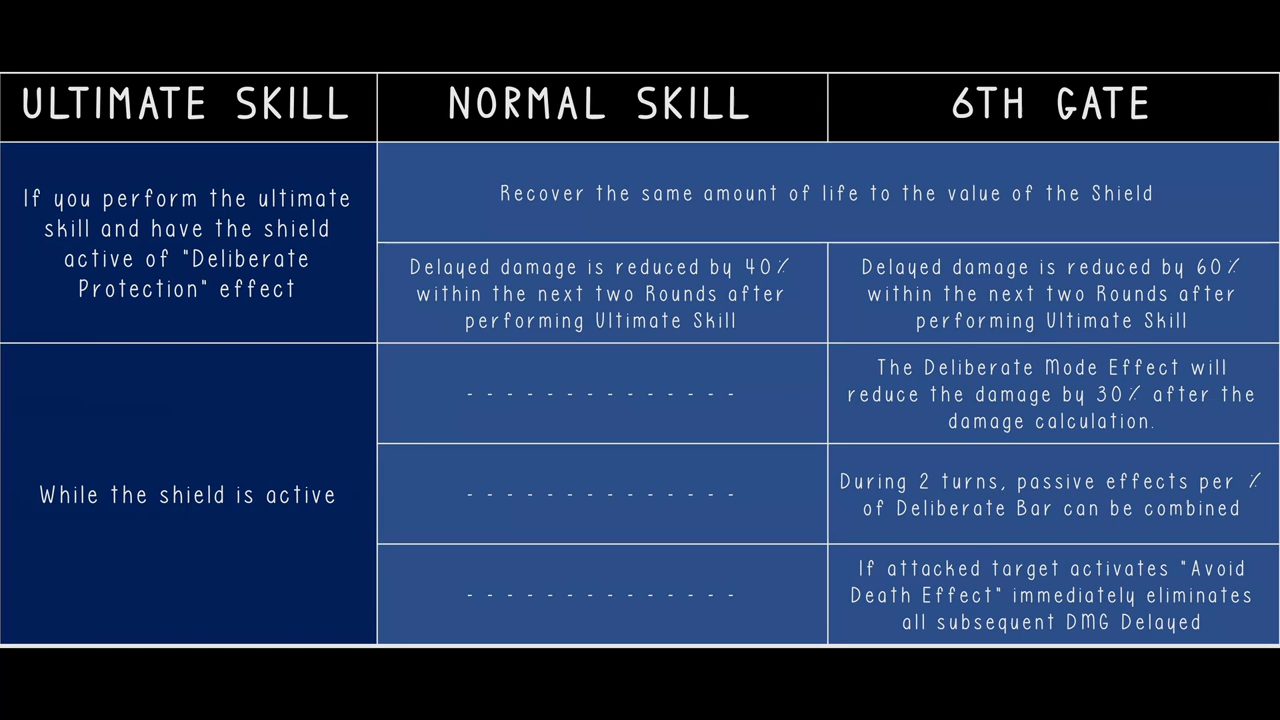 ULTIMATE SKILL
NORMAL SKILL
6TH GATE
If you perform the ultimate
skill and have the shield
active of "Deliberate
Protection" effect
Recover the same amount of life to the value of the Shield
Delayed damage is reduced by 40%
within the next two Rounds after
performing Ultimate Skill
Delayed damage is reduced by 60%
within the next two Rounds after
performing Ultimate Skill
While the shield is active
- - - - - - - - - - - - - -
The Deliberate Mode Effect will
reduce the damage by 30% after the
damage calculation.
- - - - - - - - - - - - - -
During 2 turns, passive effects per %
of Deliberate Bar can be combined
- - - - - - - - - - - - - -
If attacked target activates "Avoid
Death Effect" immediately eliminates
all subsequent DMG Delayed